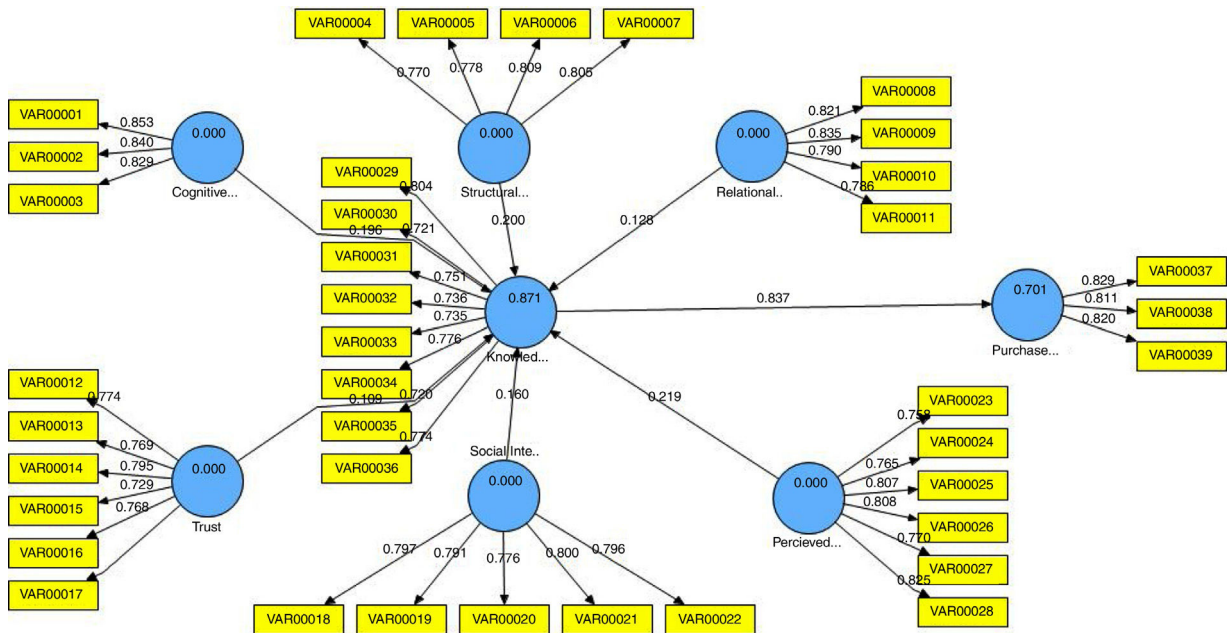 VAR00004
VAR00005
VAR00006
VAR00007
0.770
0.778
0.809
0.805
VAR00001
VAR00002
VAR00003
0.853
0.840
0.829
0.000
Cognitive...
0.000
Structural...
0.000
Relational..
0.821
0.835
0.790
0.786
VAR00008
VAR00009
VAR00010
VAR00011
0.196
0.200
0.128
VAR00029
VAR00030
VAR00031
VAR00032
VAR00033
VAR00034
VAR00035
VAR00036
0.804
0.721
0.751
0.736
0.735
0.776
0.720
0.774
0.871
Knowled...
0.837
0.701
Purchase...
0.829
0.811
0.820
VAR00037
VAR00038
VAR00039
0.109
0.160
0.219
VAR00012
VAR00013
VAR00014
VAR00015
VAR00016
VAR00017
0.774
0.769
0.795
0.729
0.768
0.000
Trust
Social Inte..
0.000
0.797
0.791
0.776
0.800
0.796
VAR00018
VAR00019
VAR00020
VAR00021
VAR00022
0.000
Percieved...
0.758
0.765
0.807
0.808
0.770
0.825
VAR00023
VAR00024
VAR00025
VAR00026
VAR00027
VAR00028